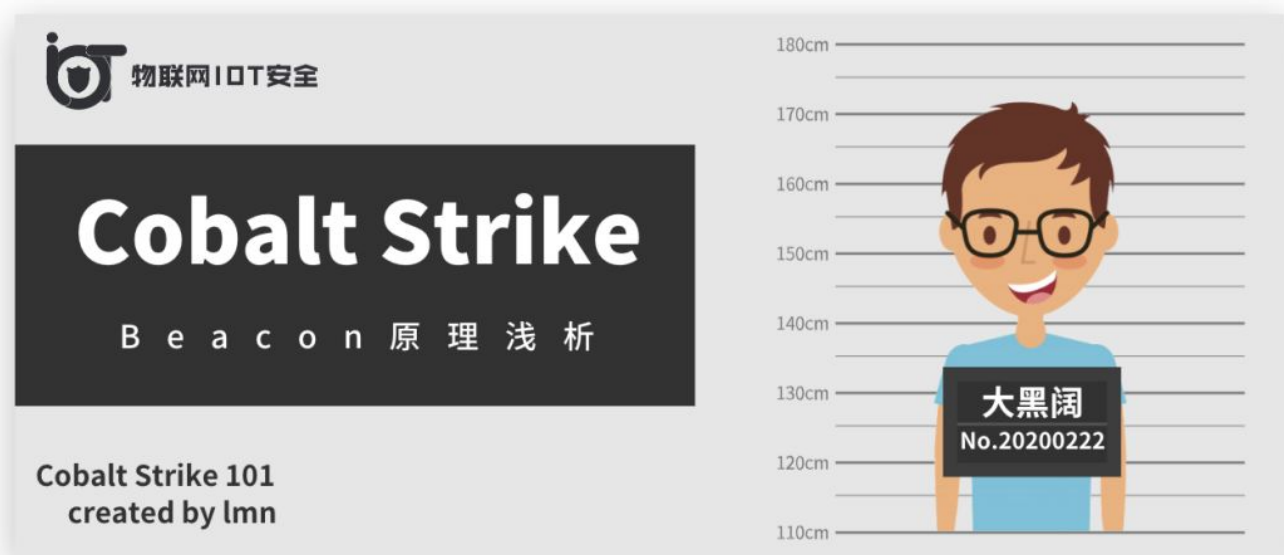 IOT
物联网IOT安全
Cobalt Strike
Beacon原理浅析
Cobalt Strike 101
created by lmn
180cm
170cm
160cm
150cm
140cm
130cm
120cm
110cm
大黑阔
No.20200222